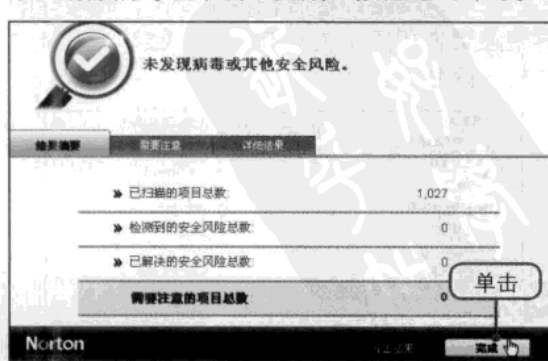 未发现病毒或其他安全风险。
结果摘要 需要注意 详细结果
» 已扫描的项目总数: 1,027
» 检测到的安全风险总数: 0
» 已解决的安全风险总数: 0
需要注意的项目总数 0
单击
Norton 完成